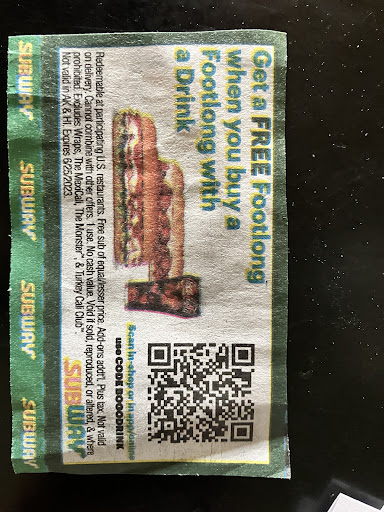 Get a FREE Footlong
when you buy a
Footlong with
a Drink
Scan in-shop or in app/online
use CODE BOGODRINK
SUBWAY
Redeemable at participating U.S. restaurants. Free sub of equal/lesser price. Add-ons addt'l. Plus tax. Not valid
on delivery. Cannot combine with other offers. 1 use. No cash value. Void if sold, reproduced, or altered, & where
prohibited. Excludes Wraps, The MexiCali, The Monster™, & Turkey Cali Club™.
Not valid in AK & HI. Expires 6/25/2023.
SUBWAY SUBWAY SUBWAY SUBWAY